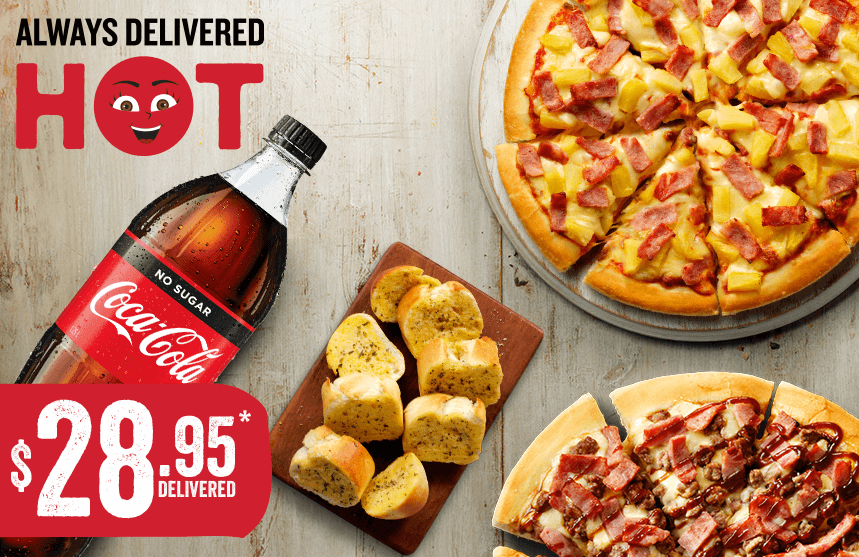 ALWAYS DELIVERED
HOT
NO SUGAR
Coca-Cola
$28.95*
DELIVERED